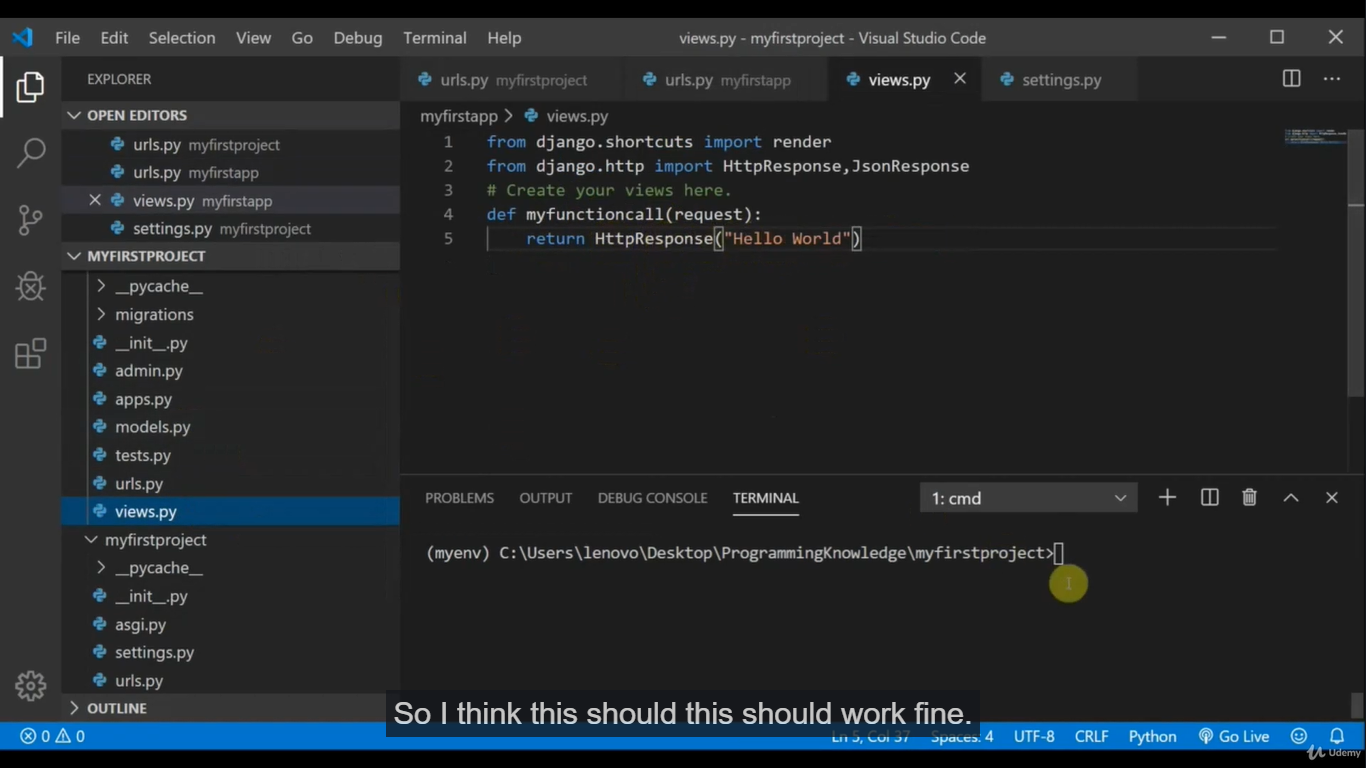 File Edit Selection View Go Debug Terminal Help views.py - myfirstproject - Visual Studio Code
EXPLORER
OPEN EDITORS
urls.py myfirstproject
urls.py myfirstapp
views.py myfirstapp
settings.py myfirstproject
MYFIRSTPROJECT
__pycache__
migrations
__init__.py
admin.py
apps.py
models.py
tests.py
urls.py
views.py
myfirstproject
__pycache__
__init__.py
asgi.py
settings.py
urls.py
OUTLINE
urls.py myfirstproject urls.py myfirstapp views.py settings.py
myfirstapp > views.py
1 from django.shortcuts import render
2 from django.http import HttpResponse,JsonResponse
3 # Create your views here.
4 def myfunctioncall(request):
5 return HttpResponse("Hello World")
PROBLEMS OUTPUT DEBUG CONSOLE TERMINAL 1: cmd
(myenv) C:\Users\lenovo\Desktop\ProgrammingKnowledge\myfirstproject>
So I think this should this should work fine.
0 0 Ln 5, Col 37 Spaces: 4 UTF-8 CRLF Python Go Live
Udemy